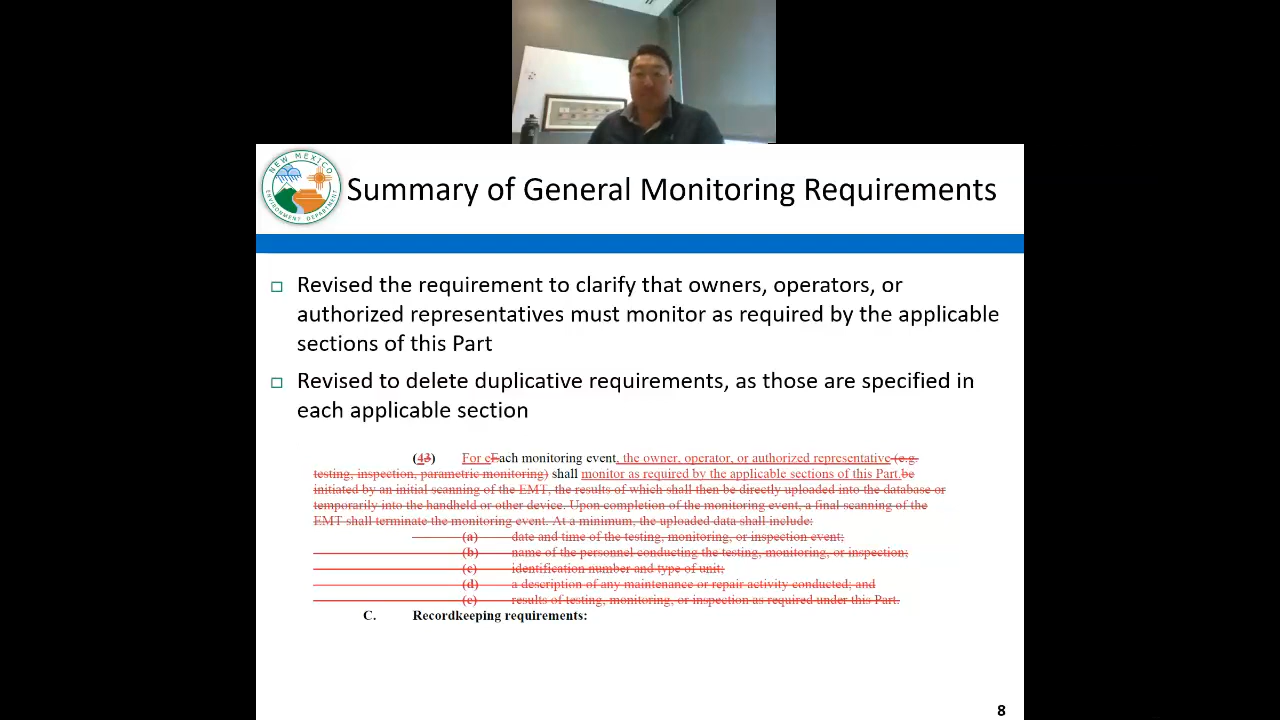 NEW MEXICO
ENVIRONMENT DEPARTMENT
Summary of General Monitoring Requirements
Revised the requirement to clarify that owners, operators, or
authorized representatives must monitor as required by the applicable
sections of this Part
Revised to delete duplicative requirements, as those are specified in
each applicable section
(43) For eEach monitoring event, the owner, operator, or authorized representative (e.g.
testing, inspection, parametric monitoring) shall monitor as required by the applicable sections of this Part.be
initiated by an initial scanning of the EMT, the results of which shall then be directly uploaded into the database or
temporarily into the handheld or other device. Upon completion of the monitoring event, a final scanning of the
EMT shall terminate the monitoring event. At a minimum, the uploaded data shall include:
(a) date and time of the testing, monitoring, or inspection event;
(b) name of the personnel conducting the testing, monitoring, or inspection;
(c) identification number and type of unit;
(d) a description of any maintenance or repair activity conducted; and
(e) results of testing, monitoring, or inspection as required under this Part.
C. Recordkeeping requirements:
8